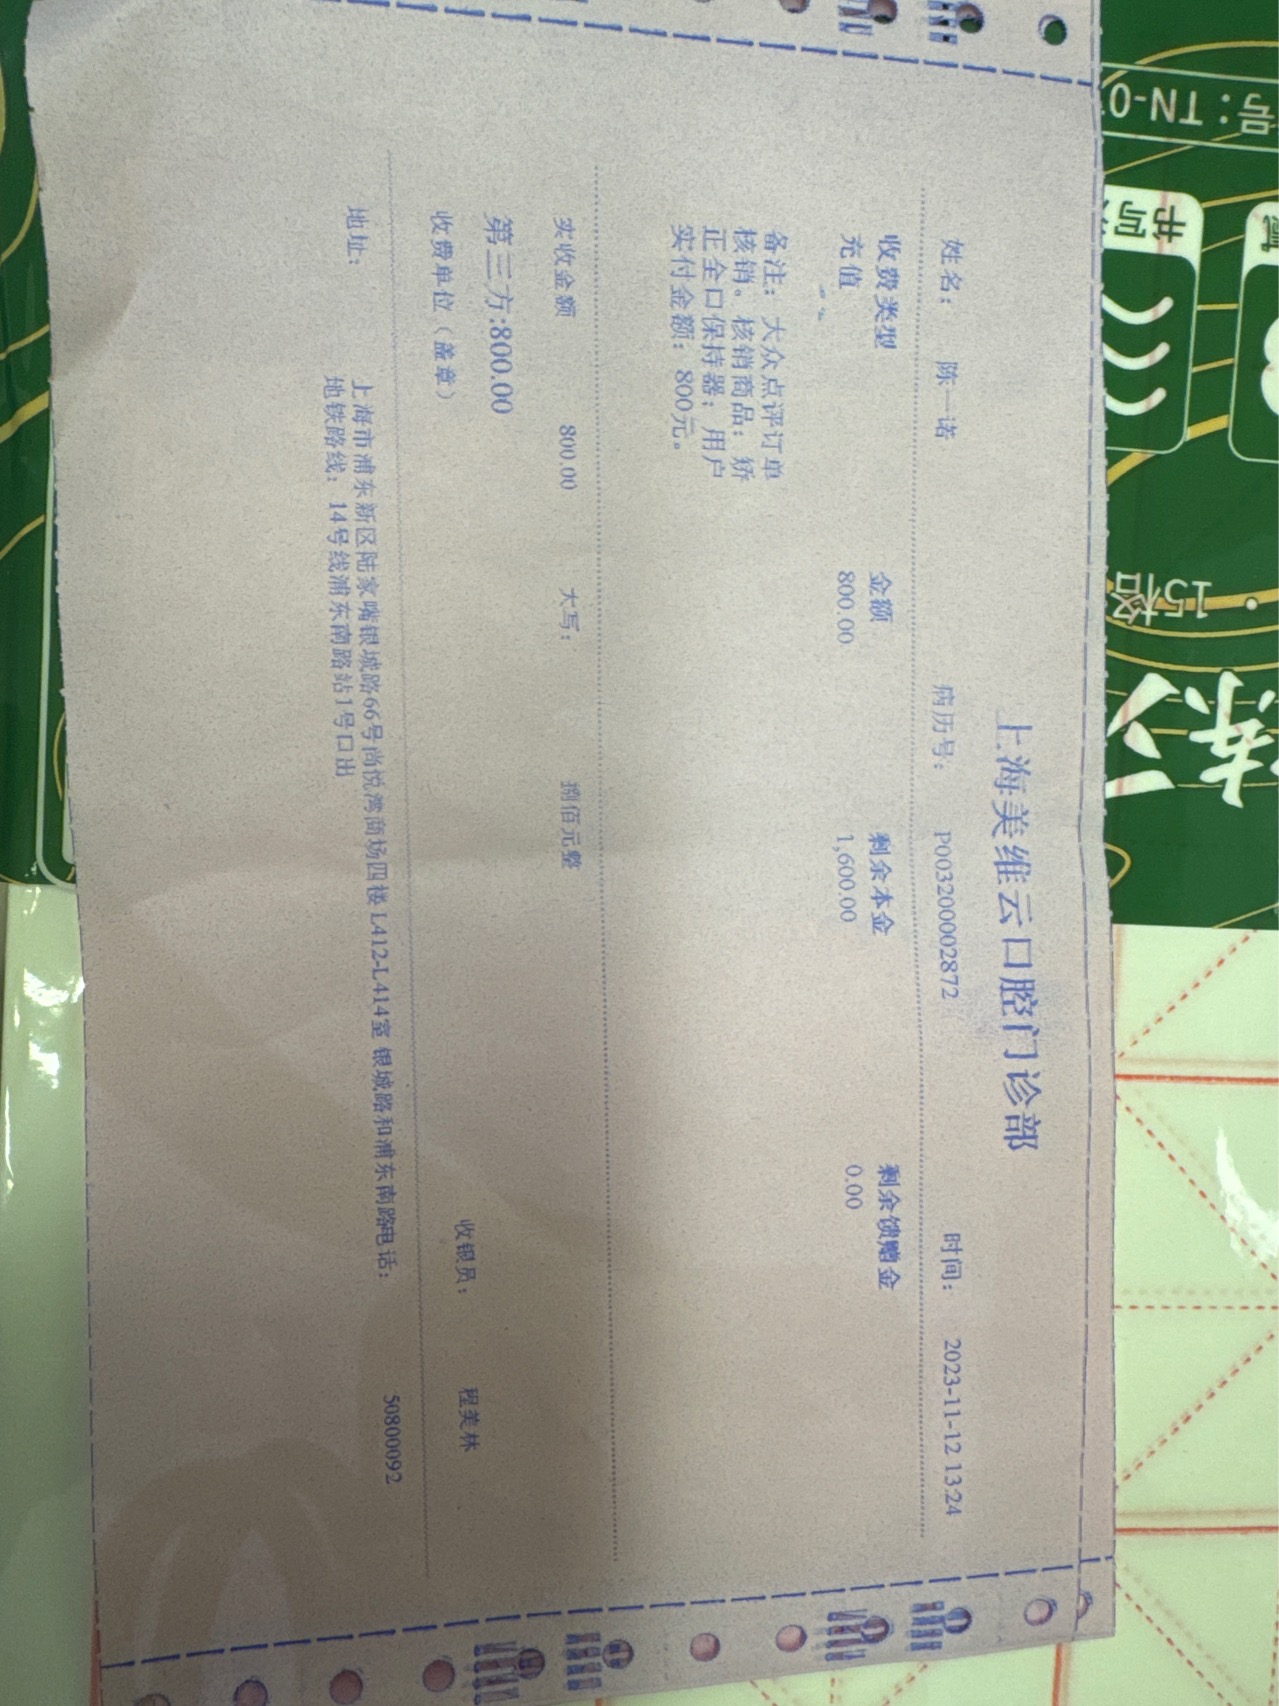 上海美维云口腔门诊部
姓名： 陈一诺 病历号： P003200002872 时间： 2023-11-12 13:24
收费类型 金额 剩余本金 剩余馈赠金
充值 800.00 1,600.00 0.00
备注：大众点评订单
核销。核销商品：矫
正全口保持器；用户
实付金额：800元。
实收金额 800.00 大写： 捌佰元整
第三方:800.00
收费单位（盖章） 收银员： 程美林
地址： 上海市浦东新区陆家嘴银城路66号尚悦湾商场四楼 L412-L414室 银城路和浦东南路电话： 50800092
地铁路线：14号线浦东南路站1号口出
号：TN-0
·15格